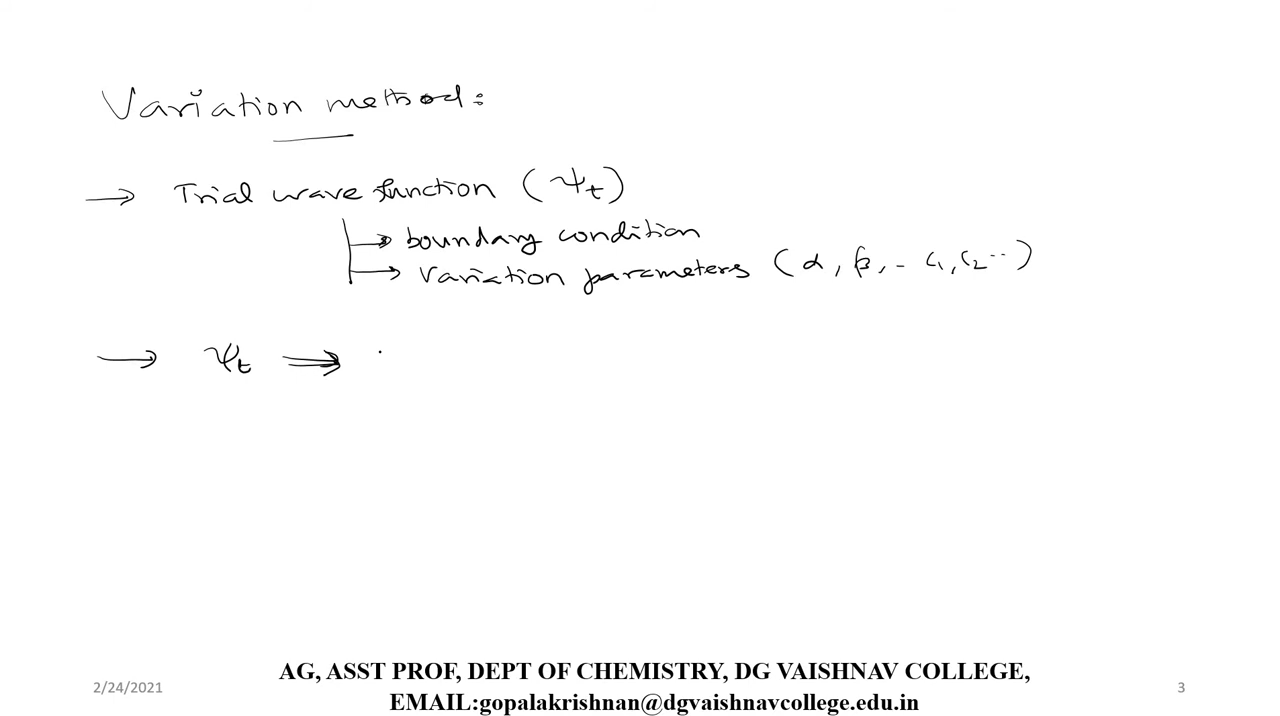 Variation method:
→ Trial wave function (Ψt)
→ boundary condition
→ Variation parameters (α, β, - c1, c2 ..)
→ Ψt ⇒
AG, ASST PROF, DEPT OF CHEMISTRY, DG VAISHNAV COLLEGE,
2/24/2021
EMAIL:gopalakrishnan@dgvaishnavcollege.edu.in
3